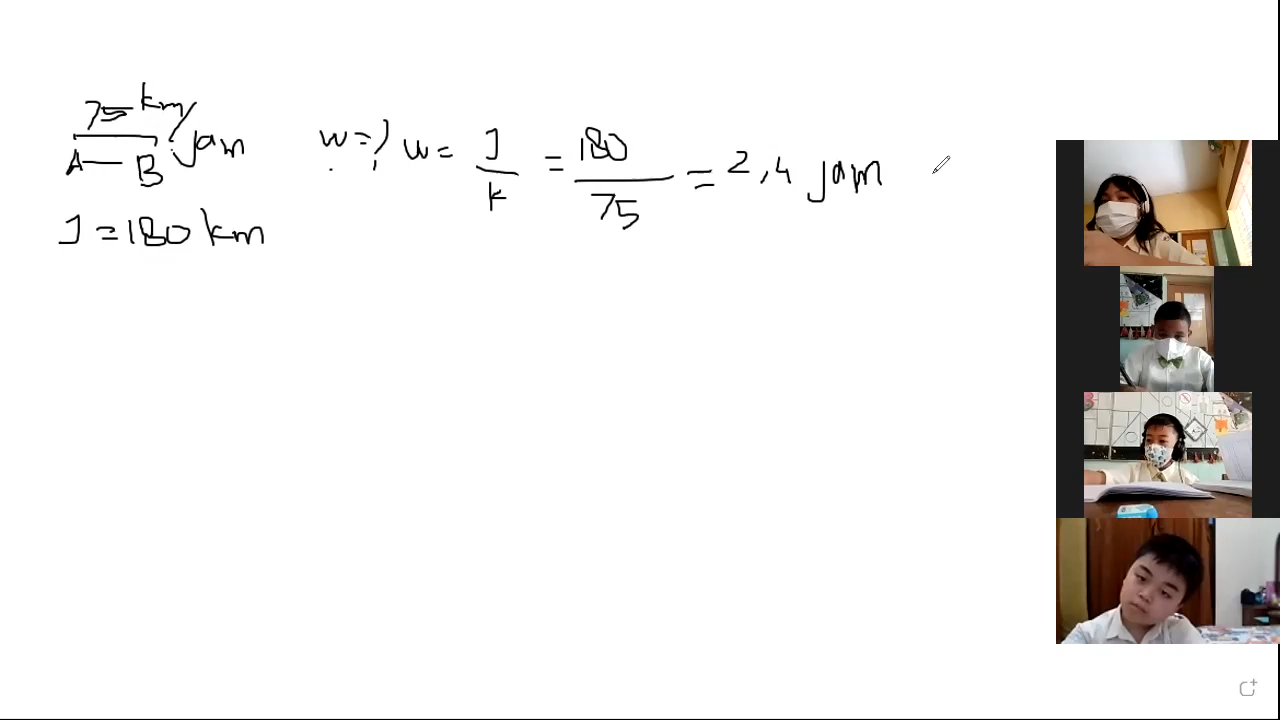 75 km/jam
A — B
J = 180 km
w = ? w = J/k = 180/75 = 2,4 jam